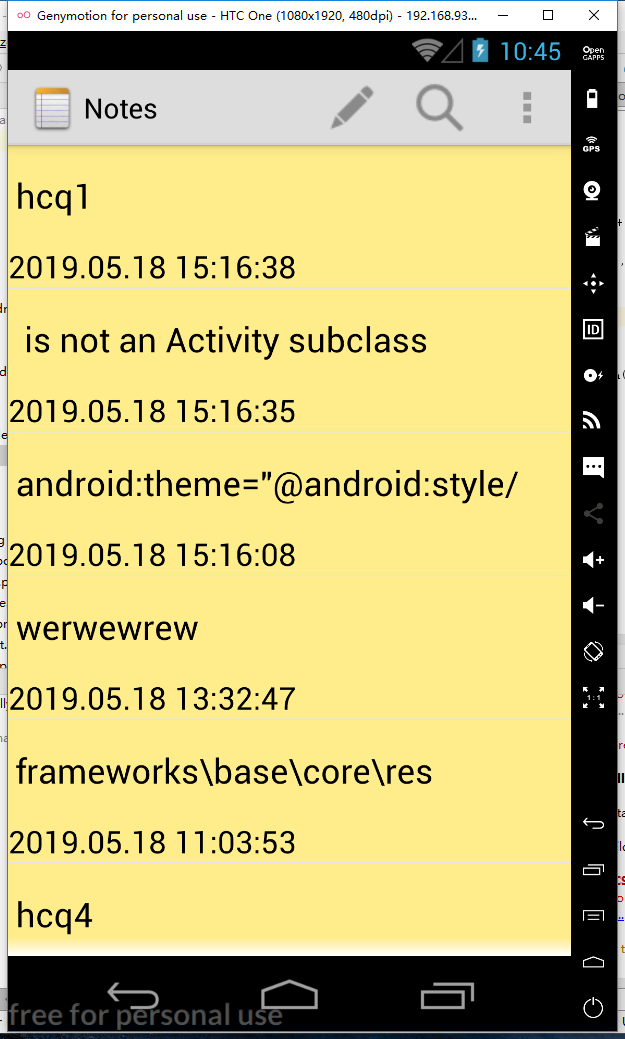 Genymotion for personal use - HTC One (1080x1920, 480dpi) - 192.168.93...
10:45
Open
GAPPS
Notes
GPS
hcq1
2019.05.18 15:16:38
is not an Activity subclass
2019.05.18 15:16:35
ID
android:theme="@android:style/
2019.05.18 15:16:08
werwewrew
2019.05.18 13:32:47
1:1
frameworks\base\core\res
2019.05.18 11:03:53
hcq4
free for personal use